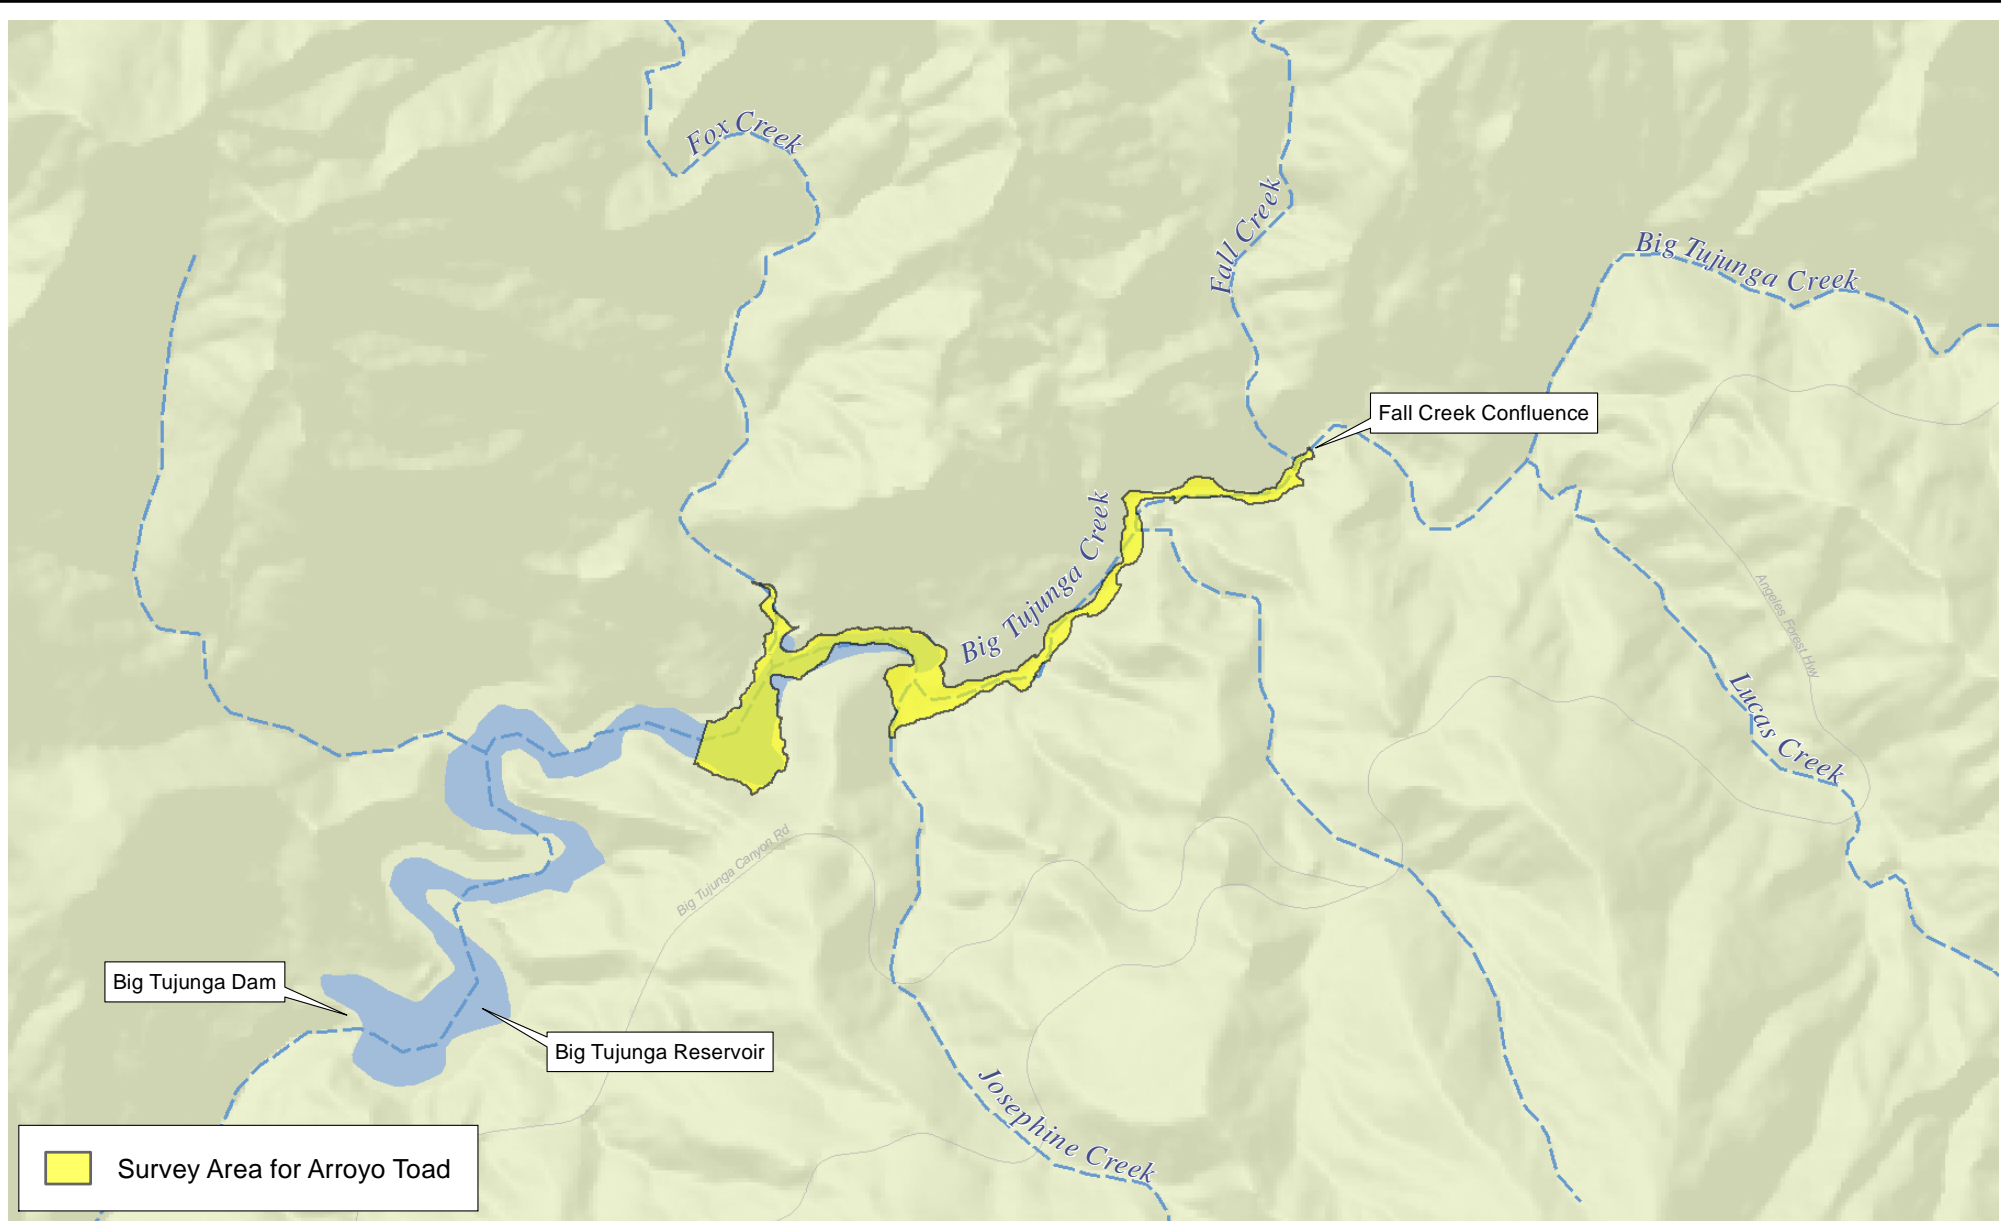 Fox Creek
Fall Creek
Big Tujunga Creek
Fall Creek Confluence
Big Tujunga Creek
Angeles Forest Hwy
Lucas Creek
Big Tujunga Canyon Rd
Big Tujunga Dam
Big Tujunga Reservoir
Josephine Creek
Survey Area for Arroyo Toad